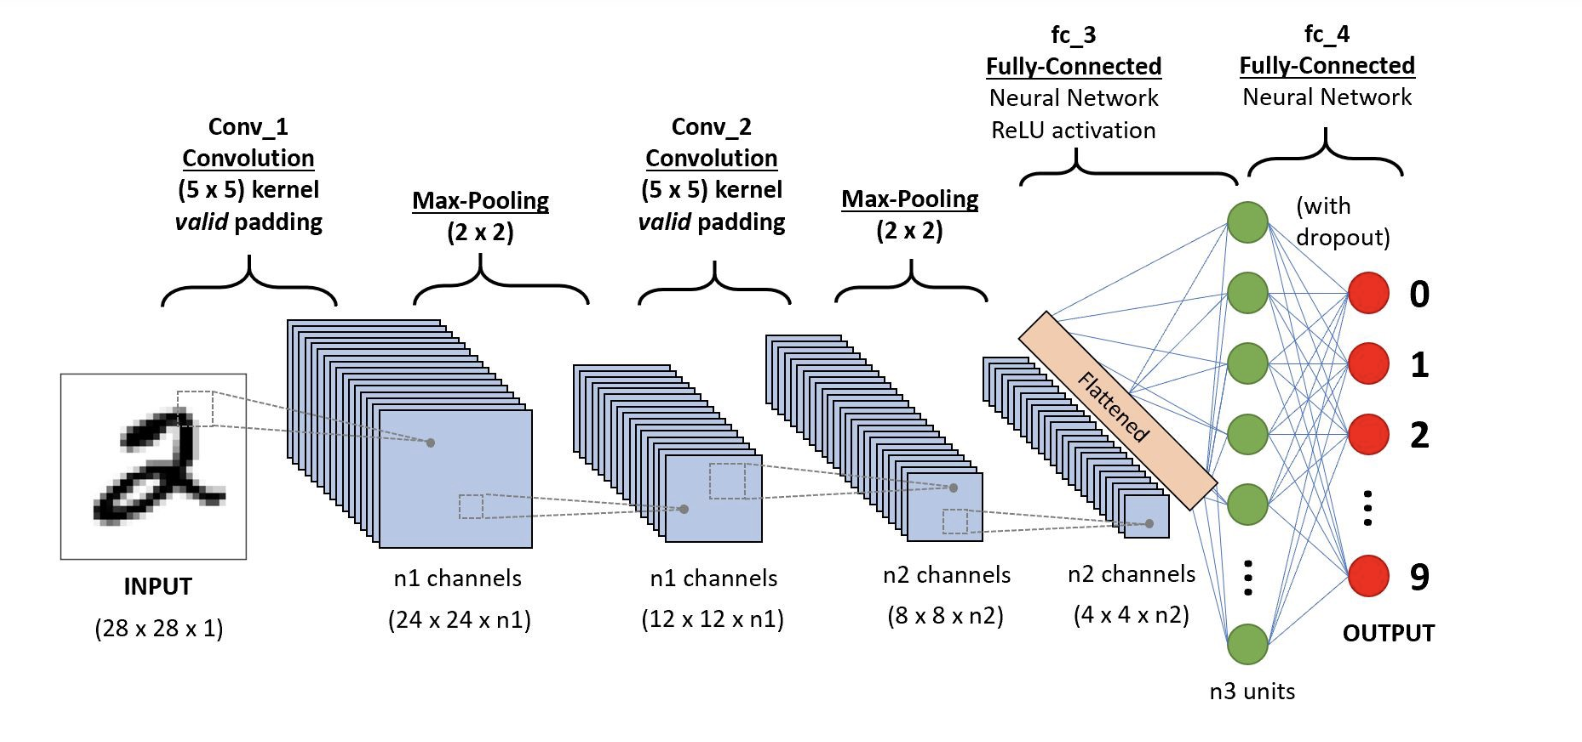 Conv_1
Convolution
(5 x 5) kernel
valid padding
Max-Pooling
(2 x 2)
Conv_2
Convolution
(5 x 5) kernel
valid padding
Max-Pooling
(2 x 2)
fc_3
Fully-Connected
Neural Network
ReLU activation
fc_4
Fully-Connected
Neural Network
(with
dropout)
Flattened
0
1
2
9
OUTPUT
2
INPUT
(28 x 28 x 1)
n1 channels
(24 x 24 x n1)
n1 channels
(12 x 12 x n1)
n2 channels
(8 x 8 x n2)
n2 channels
(4 x 4 x n2)
n3 units